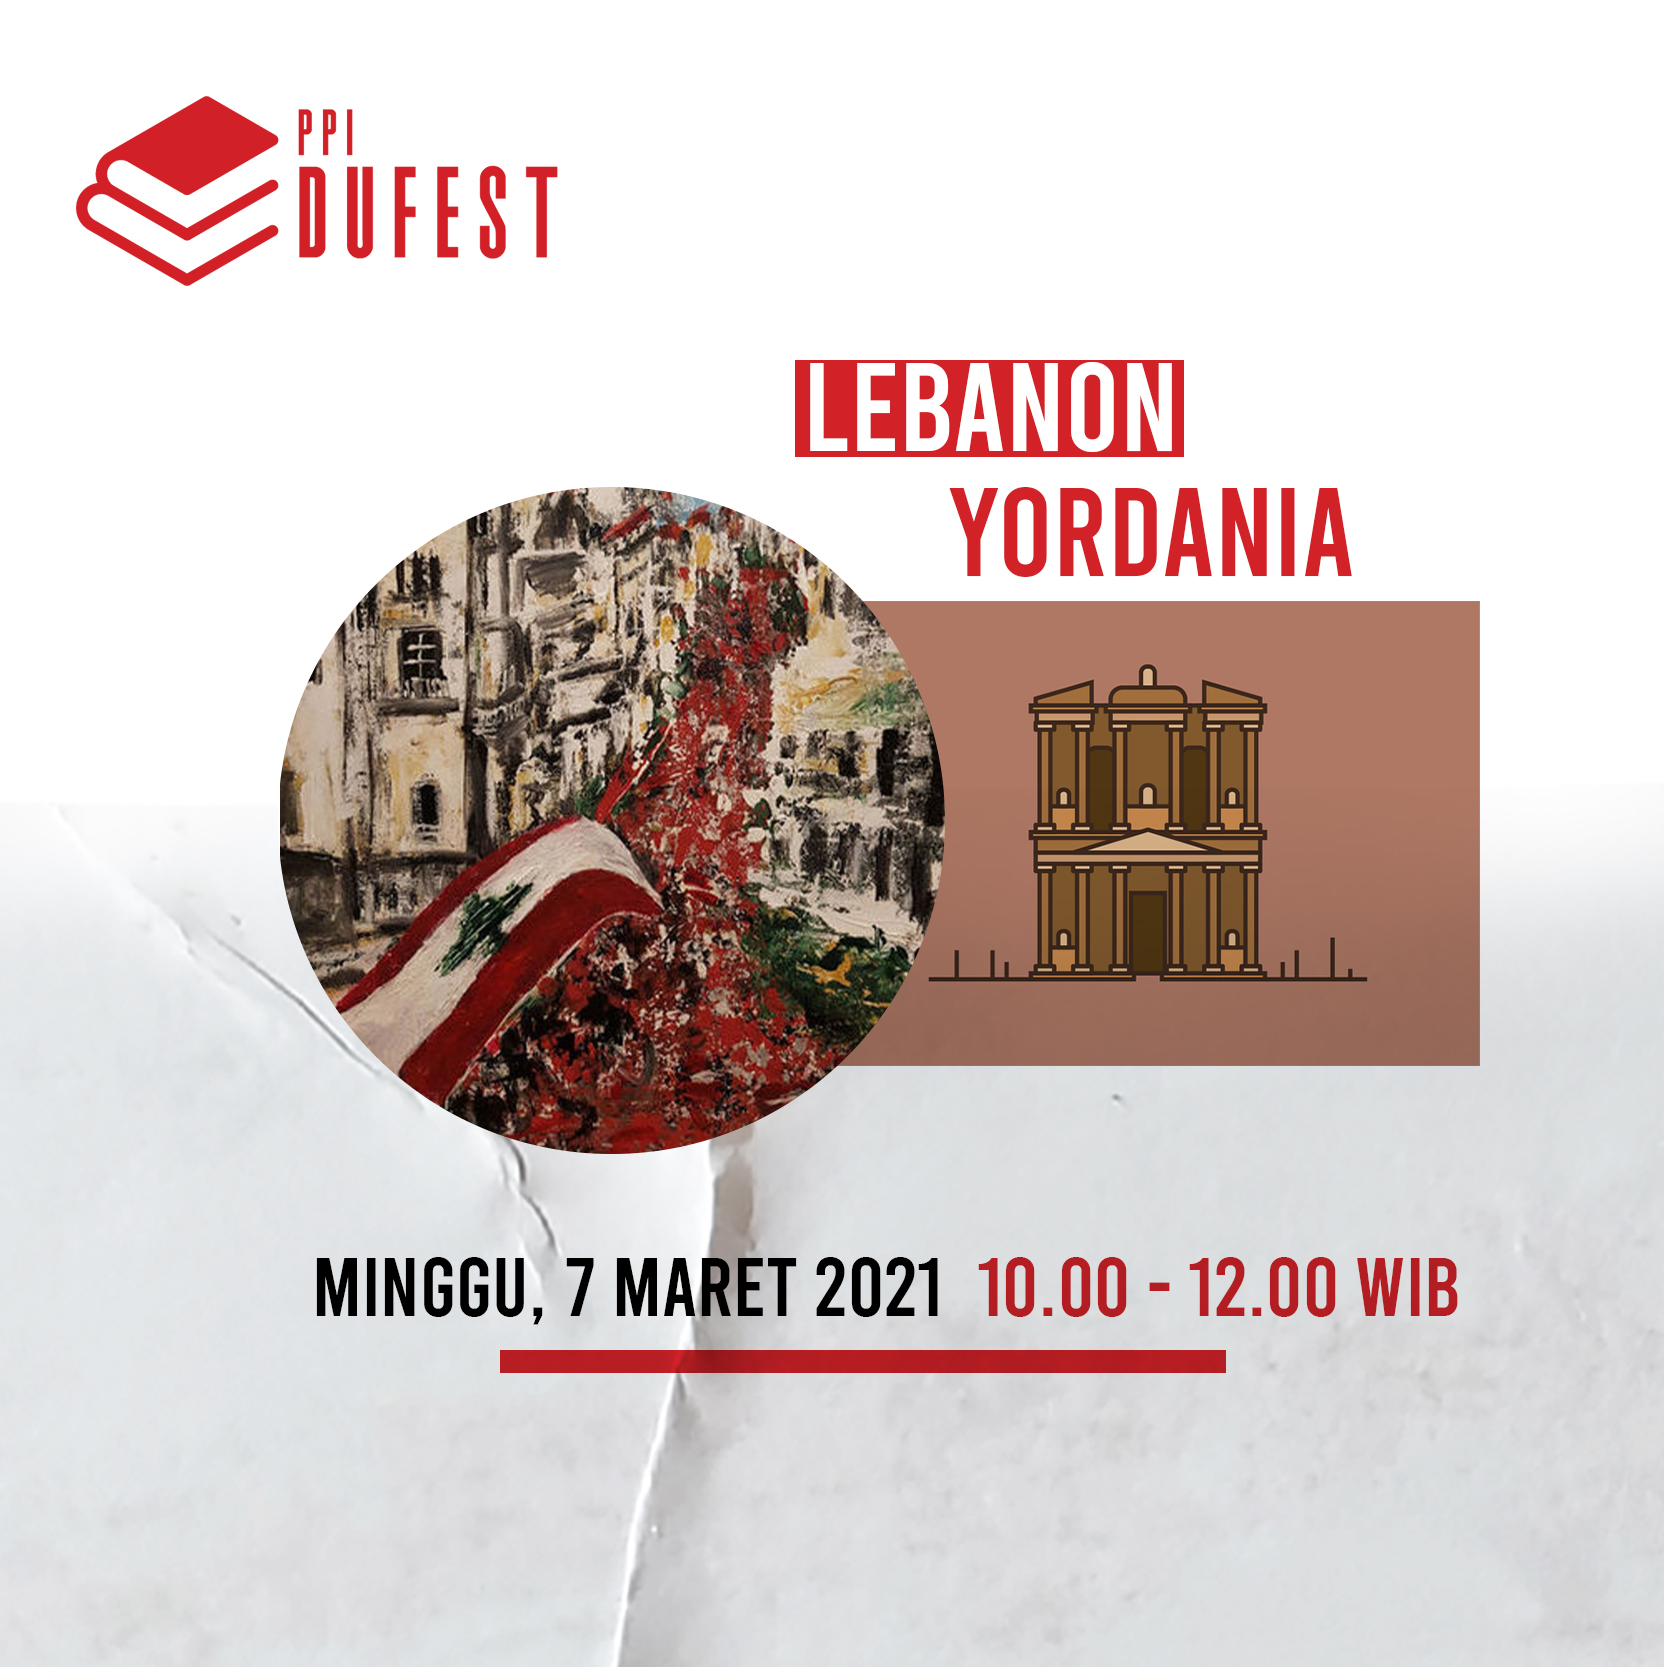 PPI
DUFEST
LEBANON
YORDANIA
MINGGU, 7 MARET 2021 10.00 - 12.00 WIB